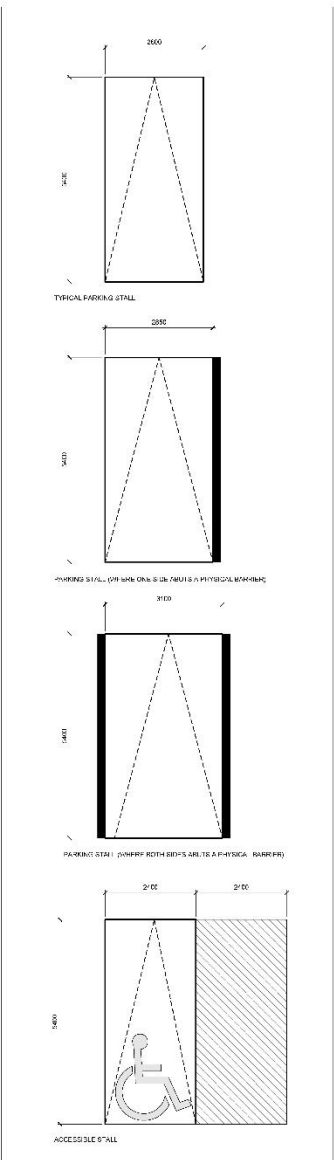 2600
5400
TYPICAL PARKING STALL
2850
5400
PARKING STALL (WHERE ONE SIDE ABUTS A PHYSICAL BARRIER)
3100
5400
PARKING STALL (WHERE BOTH SIDES ABUTS A PHYSICAL BARRIER)
2400 2400
5400
ACCESSIBLE STALL